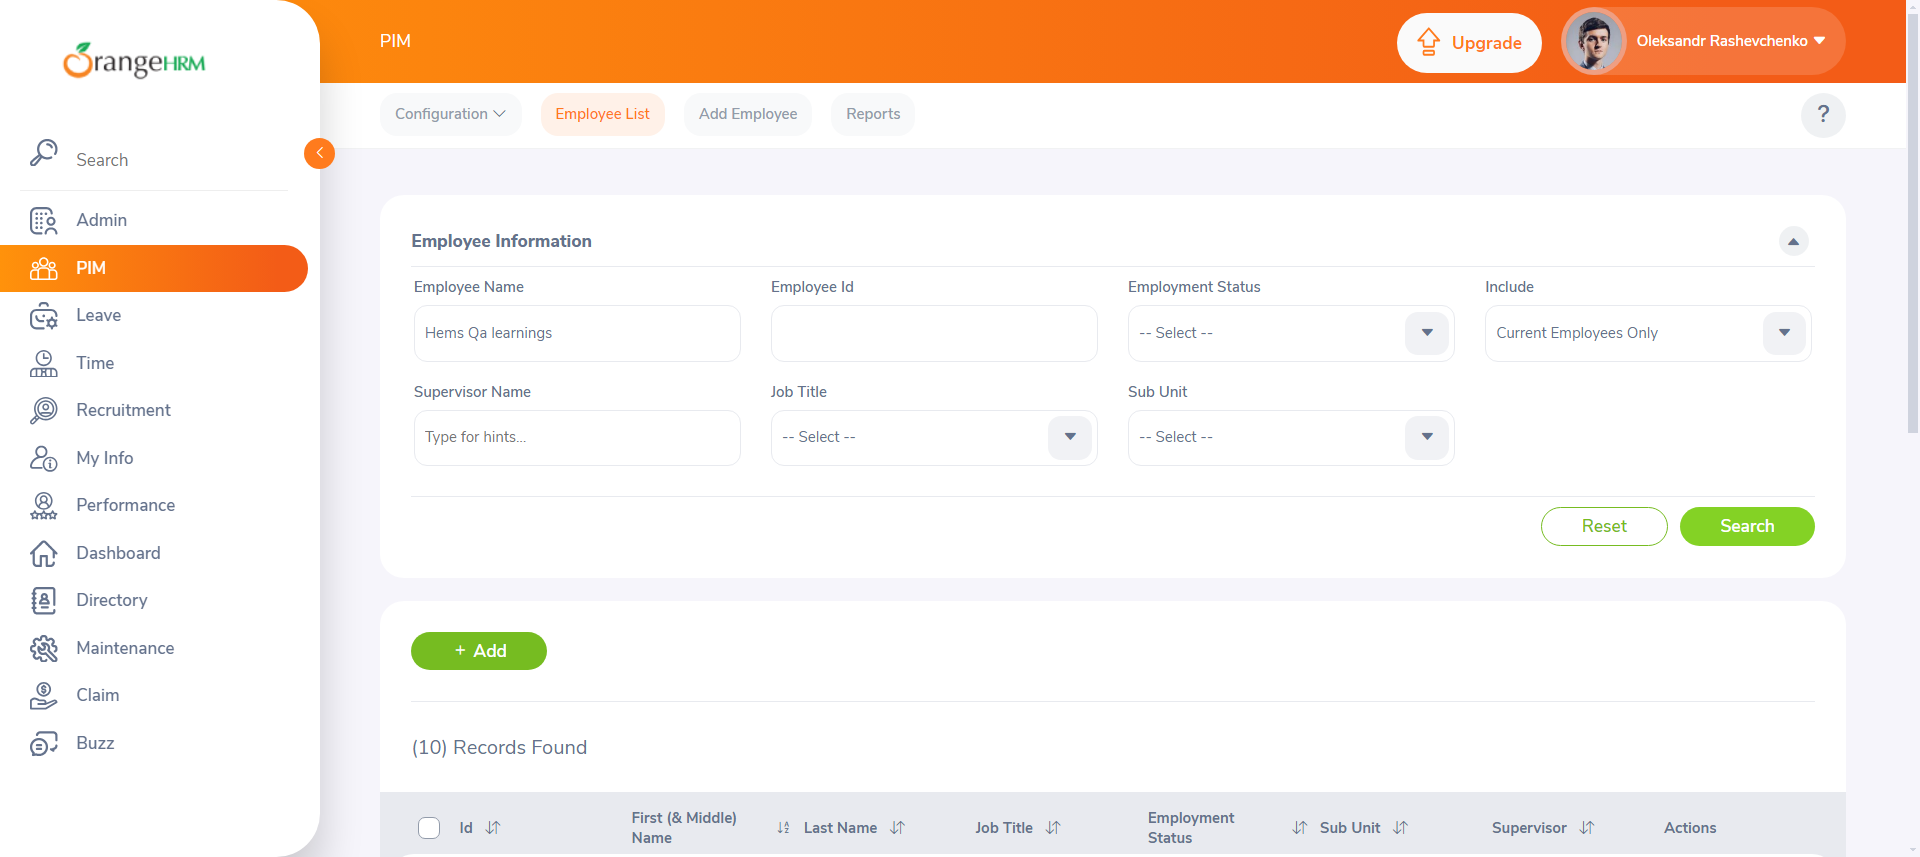 OrangeHRM
PIM
Upgrade
Oleksandr Rashevchenko
Configuration
Employee List
Add Employee
Reports
?
Search
Admin
PIM
Leave
Time
Recruitment
My Info
Performance
Dashboard
Directory
Maintenance
Claim
Buzz
Employee Information
Employee Name
Employee Id
Employment Status
Include
Hems Qa learnings
-- Select --
Current Employees Only
Supervisor Name
Job Title
Sub Unit
Type for hints...
-- Select --
-- Select --
Reset
Search
+ Add
(10) Records Found
Id
First (& Middle)
Name
Last Name
Job Title
Employment
Status
Sub Unit
Supervisor
Actions